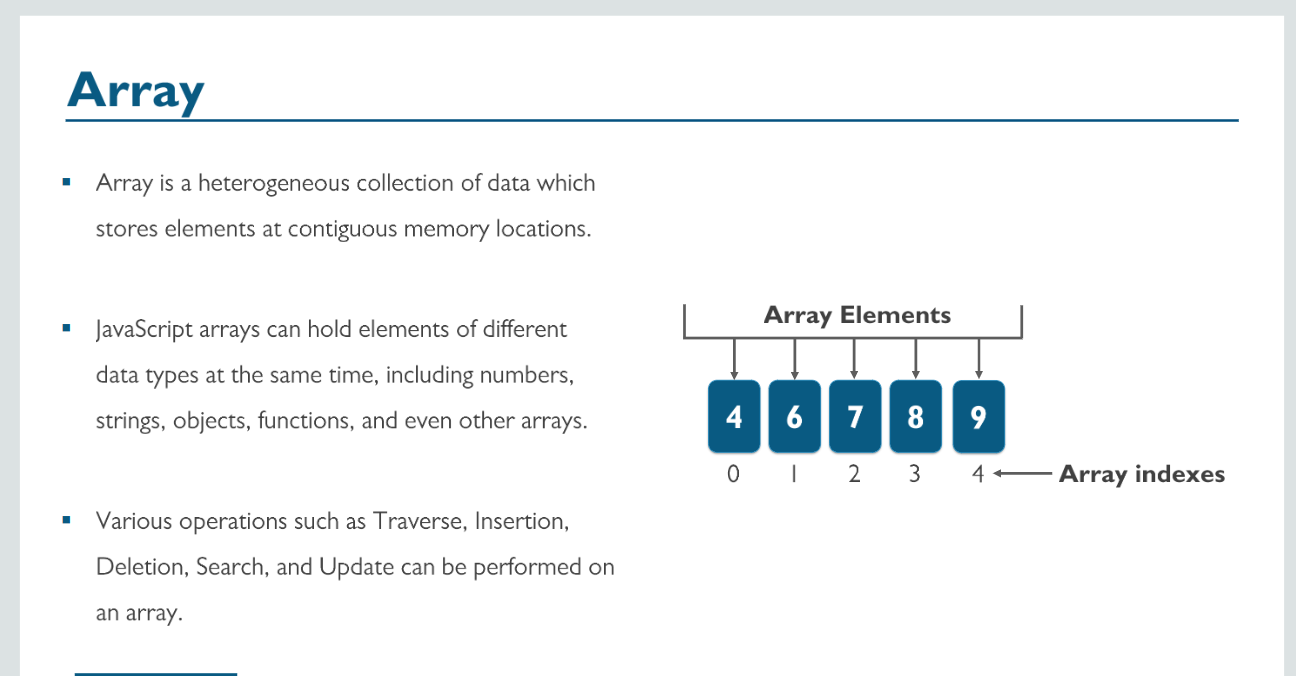 Array
Array is a heterogeneous collection of data which
stores elements at contiguous memory locations.
JavaScript arrays can hold elements of different
data types at the same time, including numbers,
strings, objects, functions, and even other arrays.
Various operations such as Traverse, Insertion,
Deletion, Search, and Update can be performed on
an array.
Array Elements
4 6 7 8 9
0 1 2 3 4 Array indexes